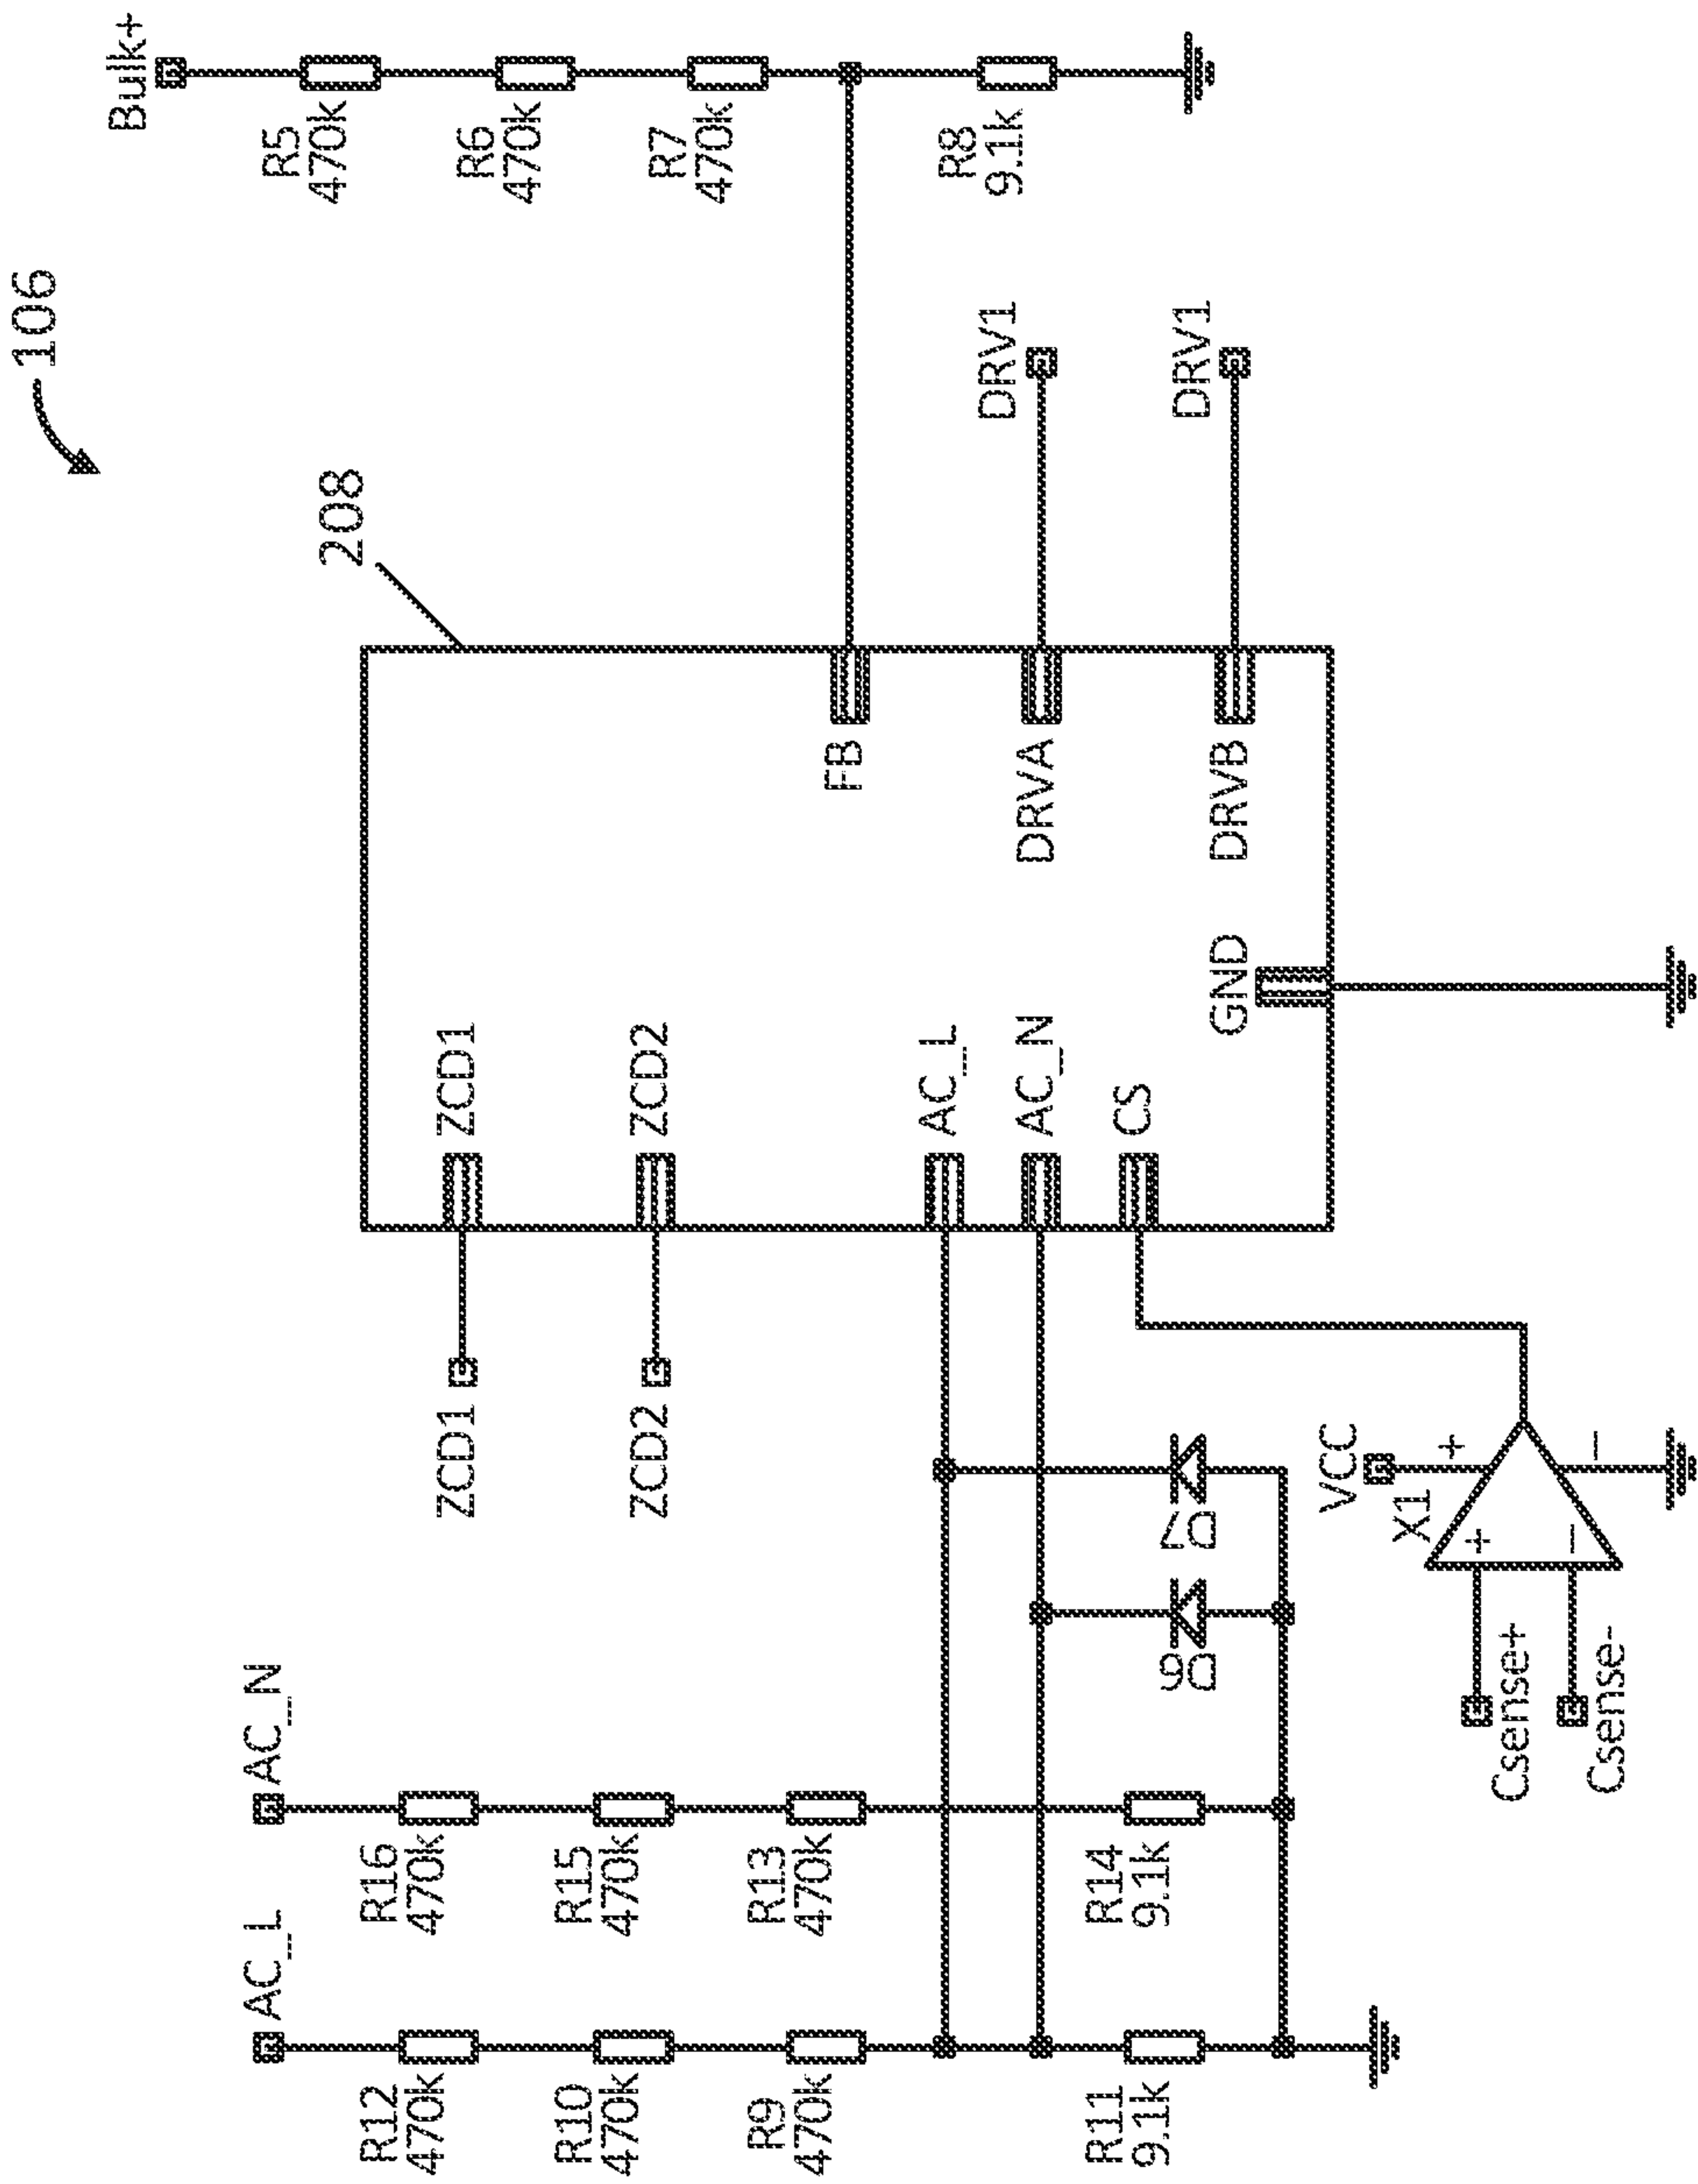 106
208
Bulk+
R5
470k
R6
470k
R7
470k
R8
9.1k
ZCD1
ZCD1
ZCD2
ZCD2
FB
DRVA
DRV1
DRVB
DRV1
AC_L
AC_N
CS
GND
AC_L
AC_N
R12
470k
R16
470k
R10
470k
R15
470k
R9
470k
R13
470k
R11
9.1k
R14
9.1k
D6
D7
VCC
X1
+
−
+
−
Csense+
Csense-